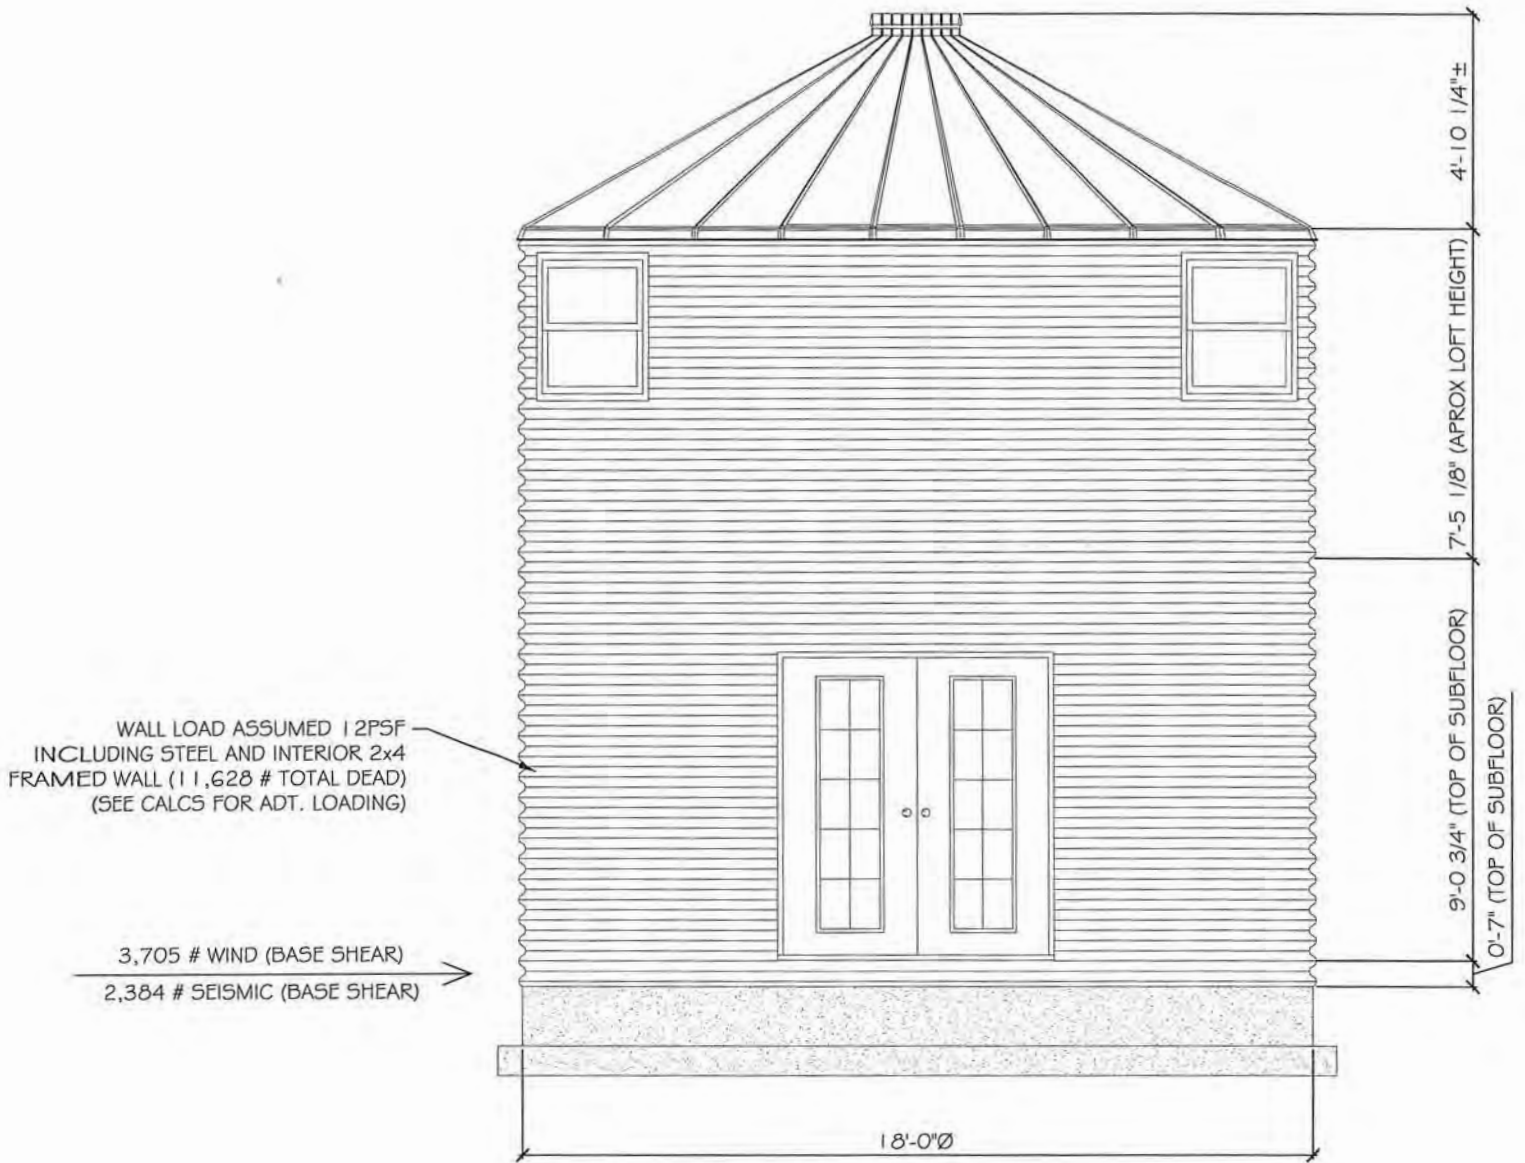 4'-10 1/4"±
7'-5 1/8" (APROX LOFT HEIGHT)
9'-0 3/4" (TOP OF SUBFLOOR)
0'-7" (TOP OF SUBFLOOR)
WALL LOAD ASSUMED 12PSF
INCLUDING STEEL AND INTERIOR 2x4
FRAMED WALL (11,628 # TOTAL DEAD)
(SEE CALCS FOR ADT. LOADING)
3,705 # WIND (BASE SHEAR)
2,384 # SEISMIC (BASE SHEAR)
18'-0"Ø